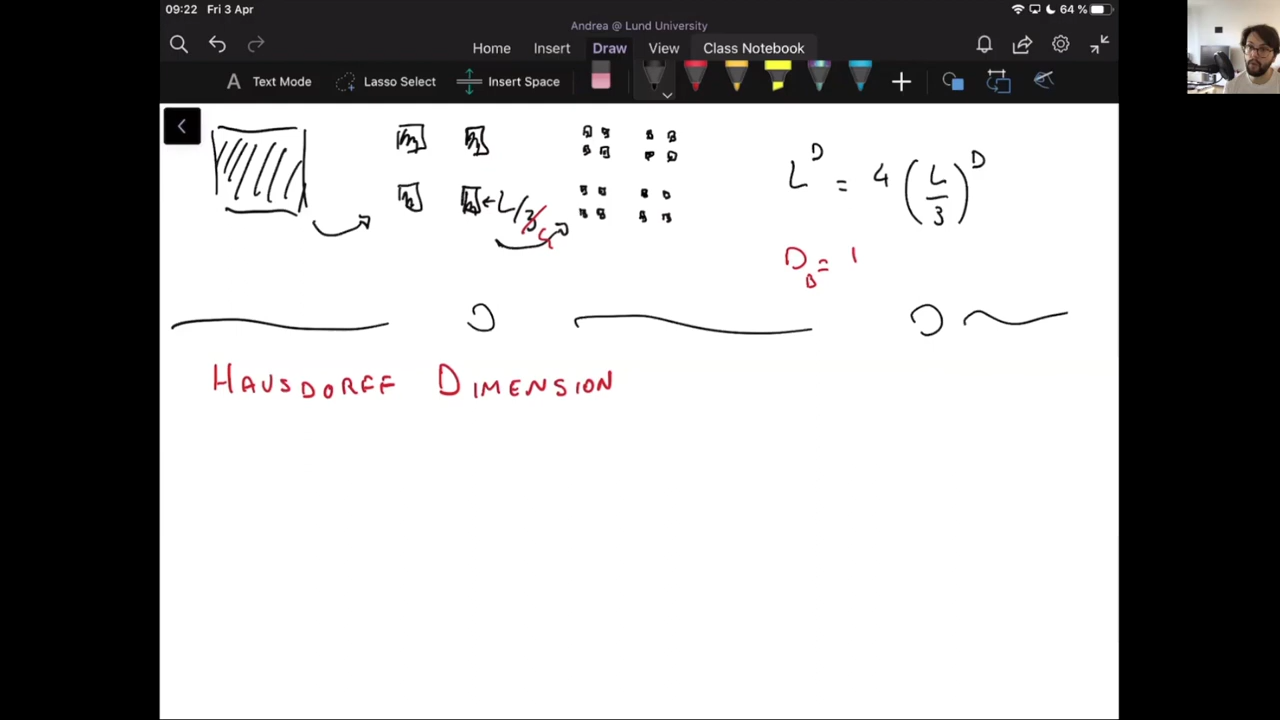 09:22 Fri 3 Apr
64 %
Andrea @ Lund University
Home Insert Draw View Class Notebook
Text Mode Lasso Select Insert Space
L/3 4
L^D = 4 (L/3)^D
D_B = 1
HAUSDORFF DIMENSION